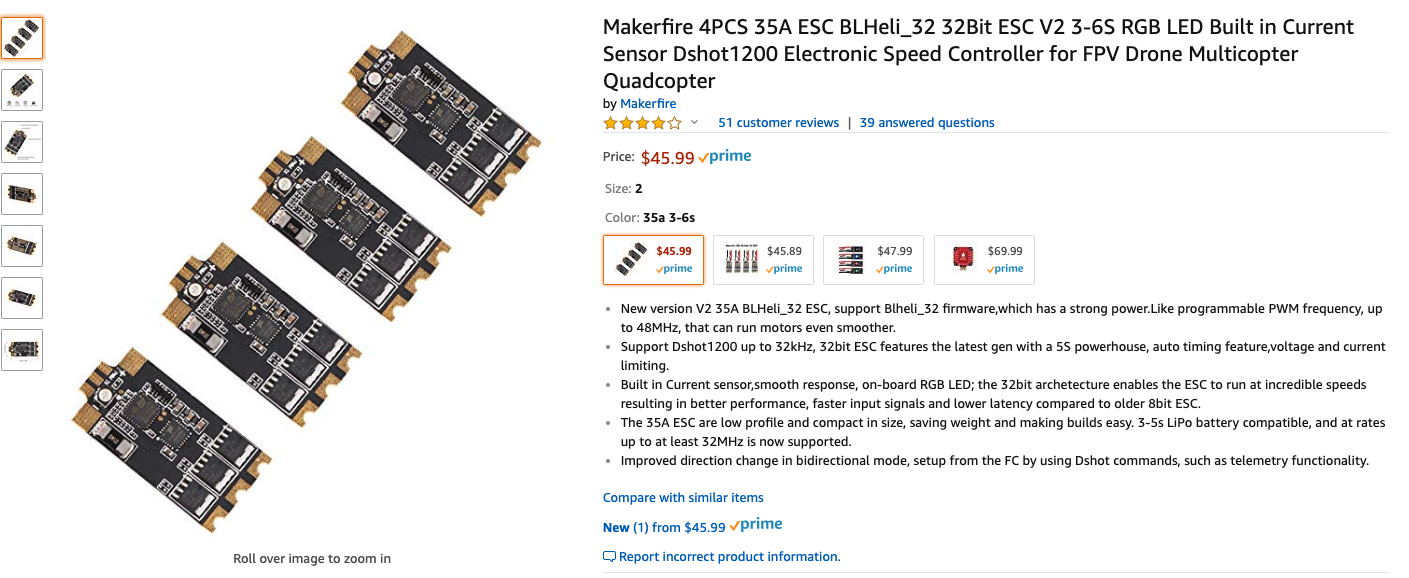 Makerfire 4PCS 35A ESC BLHeli_32 32Bit ESC V2 3-6S RGB LED Built in Current
Sensor Dshot1200 Electronic Speed Controller for FPV Drone Multicopter
Quadcopter
by Makerfire
51 customer reviews | 39 answered questions
Price: $45.99 prime
Size: 2
Color: 35a 3-6s
$45.99 $45.89 $47.99 $69.99
prime prime prime prime
New version V2 35A BLHeli_32 ESC, support Blheli_32 firmware,which has a strong power.Like programmable PWM frequency, up
to 48MHz, that can run motors even smoother.
Support Dshot1200 up to 32kHz, 32bit ESC features the latest gen with a 5S powerhouse, auto timing feature,voltage and current
limiting.
Built in Current sensor,smooth response, on-board RGB LED; the 32bit archetecture enables the ESC to run at incredible speeds
resulting in better performance, faster input signals and lower latency compared to older 8bit ESC.
The 35A ESC are low profile and compact in size, saving weight and making builds easy. 3-5s LiPo battery compatible, and at rates
up to at least 32MHz is now supported.
Improved direction change in bidirectional mode, setup from the FC by using Dshot commands, such as telemetry functionality.
Compare with similar items
New (1) from $45.99 prime
Report incorrect product information.
Roll over image to zoom in